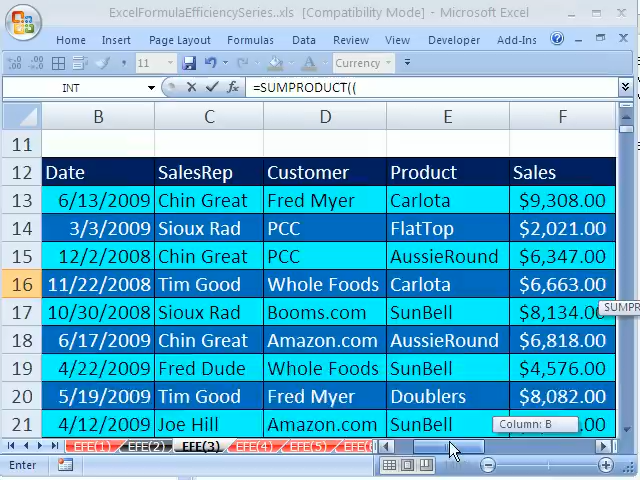 ExcelFormulaEfficiencySeries.xls [Compatibility Mode] - Microsoft Excel
Home Insert Page Layout Formulas Data Review View Developer Add-Ins
11 Currency
INT =SUMPRODUCT((
B C D E F
11
12 Date SalesRep Customer Product Sales
13 6/13/2009 Chin Great Fred Myer Carlota $9,308.00
14 3/3/2009 Sioux Rad PCC FlatTop $2,021.00
15 12/2/2008 Chin Great PCC AussieRound $6,347.00
16 11/22/2008 Tim Good Whole Foods Carlota $6,663.00
SUMPR
17 10/30/2008 Sioux Rad Booms.com SunBell $8,134.00
18 6/17/2009 Chin Great Amazon.com AussieRound $6,818.00
19 4/22/2009 Fred Dude Whole Foods SunBell $4,576.00
20 5/19/2009 Tim Good Fred Myer Doublers $8,082.00
21 4/12/2009 Joe Hill Amazon.com SunBell .00
Column: B
EFE(1) EFE(2) EFE(3) EFE(4) EFE(5) EFE(
Enter